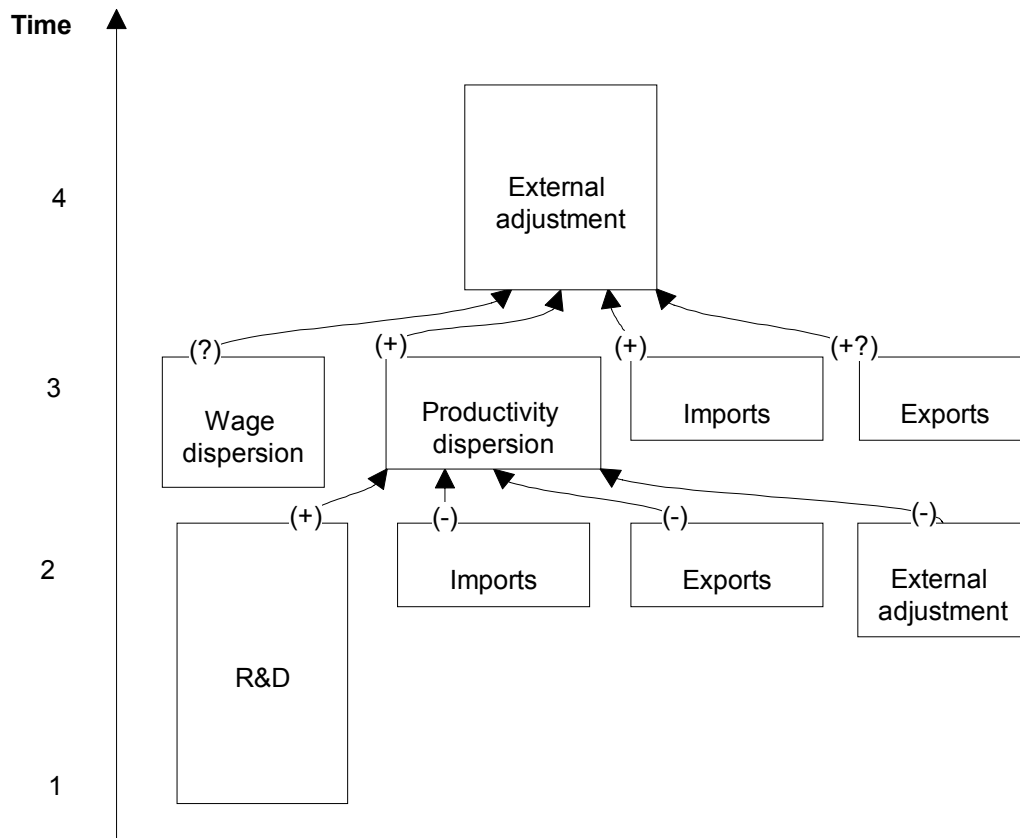 Time
4
External
adjustment
(?)
(+)
(+)
(+?)
3
Wage
dispersion
Productivity
dispersion
Imports
Exports
(+)
(-)
(-)
(-)
2
Imports
Exports
External
adjustment
R&D
1